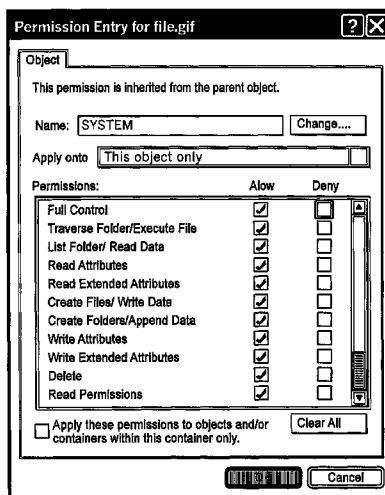 Permission Entry for file.gif ? X
Object
This permission is inherited from the parent object.
Name: SYSTEM Change....
Apply onto This object only
Permissions: Alow Deny
Full Control
Traverse Folder/Execute File
List Folder/ Read Data
Read Attributes
Read Extended Attributes
Create Files/ Write Data
Create Folders/Append Data
Write Attributes
Write Extended Attributes
Delete
Read Permissions
Apply these permissions to objects and/or Clear All
containers within this container only.
Cancel